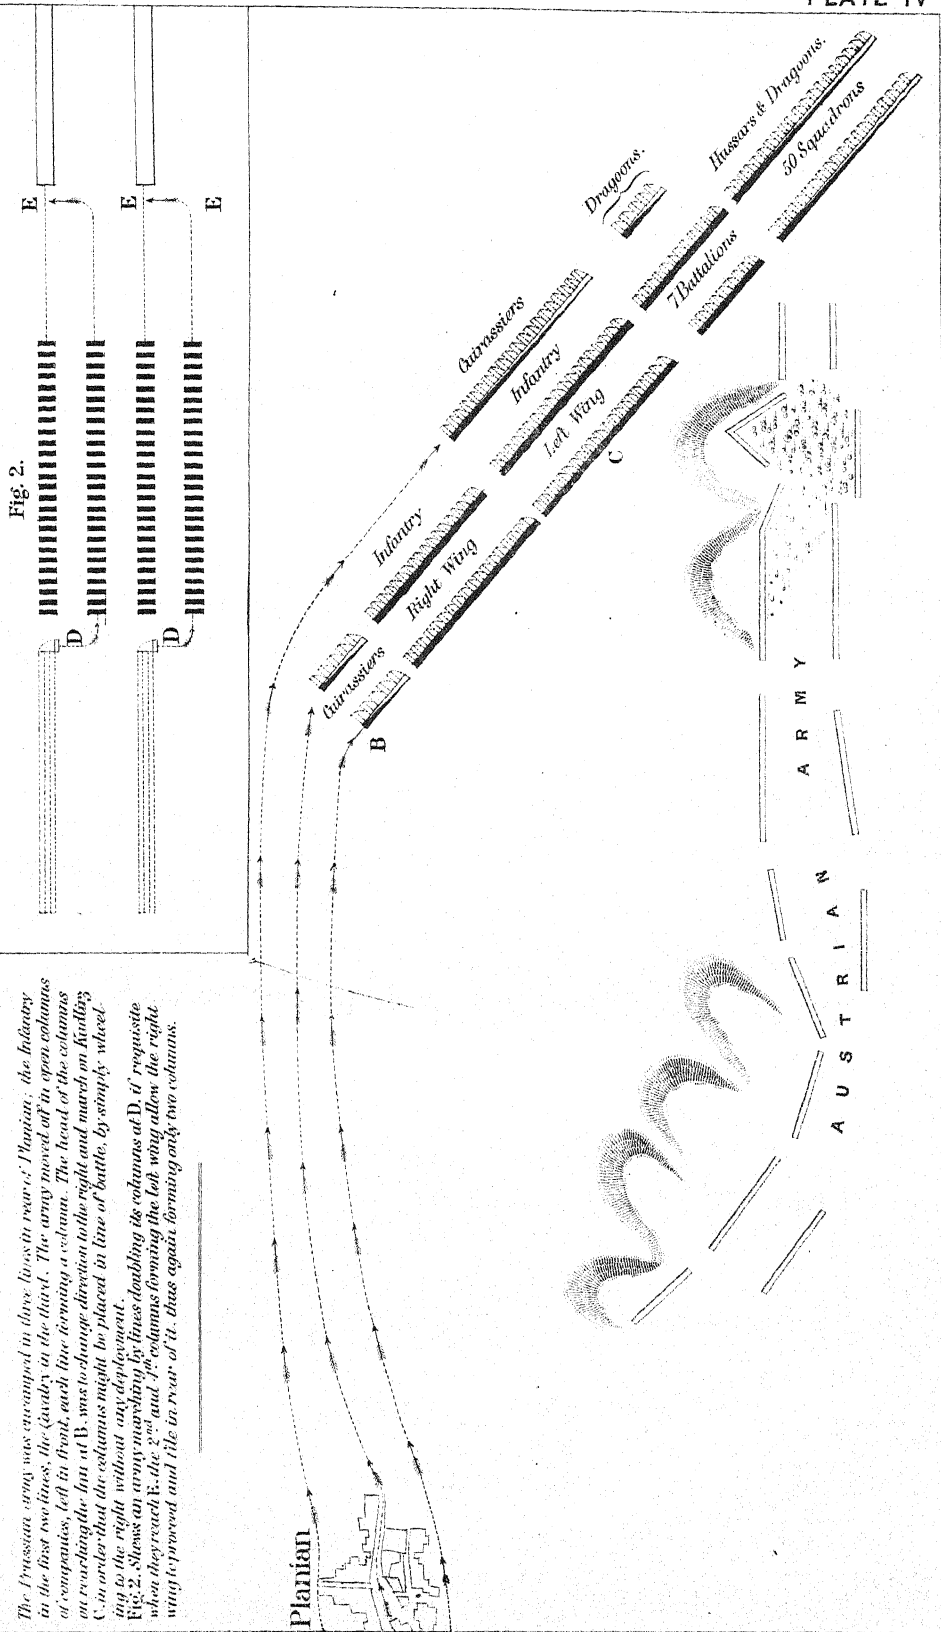 PLATE IV
The Prussian army was encamped in three lines in rear of Planian; the Infantry
in the first two lines, the Cavalry in the third. The army moved off in open columns
of companies, left in front, each line forming a column. The head of the columns
on reaching the Inn at B. was to change direction to the right and march on Kutlirz
C. in order that the columns might be placed in line of battle, by simply wheel-
ing to the right without any deployment.
Fig. 2. Shews an army marching by lines doubling its columns at D. if requisite
when they reach E. the 2nd and 4th columns forming the left wing allow the right
wing to proceed and file in rear of it. thus again forming only two columns.
Fig. 2.
D
E
D
E
E
Planian
B
Cuirassiers
Infantry
Right Wing
Cuirassiers
Infantry
Left Wing
C
Dragoons.
7 Battalions
Hussars & Dragoons.
50 Squadrons
AUSTRIAN ARMY